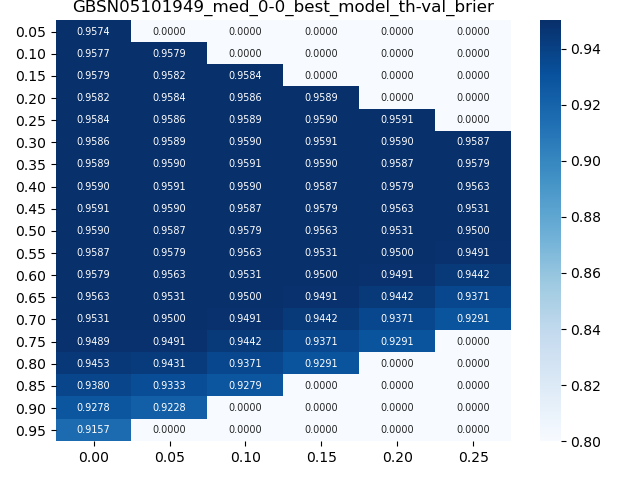 GBSN05101949_med_0-0_best_model_th-val_brier
0.05 0.9574 0.0000 0.0000 0.0000 0.0000 0.0000
0.10 0.9577 0.9579 0.0000 0.0000 0.0000 0.0000
0.15 0.9579 0.9582 0.9584 0.0000 0.0000 0.0000
0.20 0.9582 0.9584 0.9586 0.9589 0.0000 0.0000
0.25 0.9584 0.9586 0.9589 0.9590 0.9591 0.0000
0.30 0.9586 0.9589 0.9590 0.9591 0.9590 0.9587
0.35 0.9589 0.9590 0.9591 0.9590 0.9587 0.9579
0.40 0.9590 0.9591 0.9590 0.9587 0.9579 0.9563
0.45 0.9591 0.9590 0.9587 0.9579 0.9563 0.9531
0.50 0.9590 0.9587 0.9579 0.9563 0.9531 0.9500
0.55 0.9587 0.9579 0.9563 0.9531 0.9500 0.9491
0.60 0.9579 0.9563 0.9531 0.9500 0.9491 0.9442
0.65 0.9563 0.9531 0.9500 0.9491 0.9442 0.9371
0.70 0.9531 0.9500 0.9491 0.9442 0.9371 0.9291
0.75 0.9489 0.9491 0.9442 0.9371 0.9291 0.0000
0.80 0.9453 0.9431 0.9371 0.9291 0.0000 0.0000
0.85 0.9380 0.9333 0.9279 0.0000 0.0000 0.0000
0.90 0.9278 0.9228 0.0000 0.0000 0.0000 0.0000
0.95 0.9157 0.0000 0.0000 0.0000 0.0000 0.0000
0.00 0.05 0.10 0.15 0.20 0.25
0.94
0.92
0.90
0.88
0.86
0.84
0.82
0.80